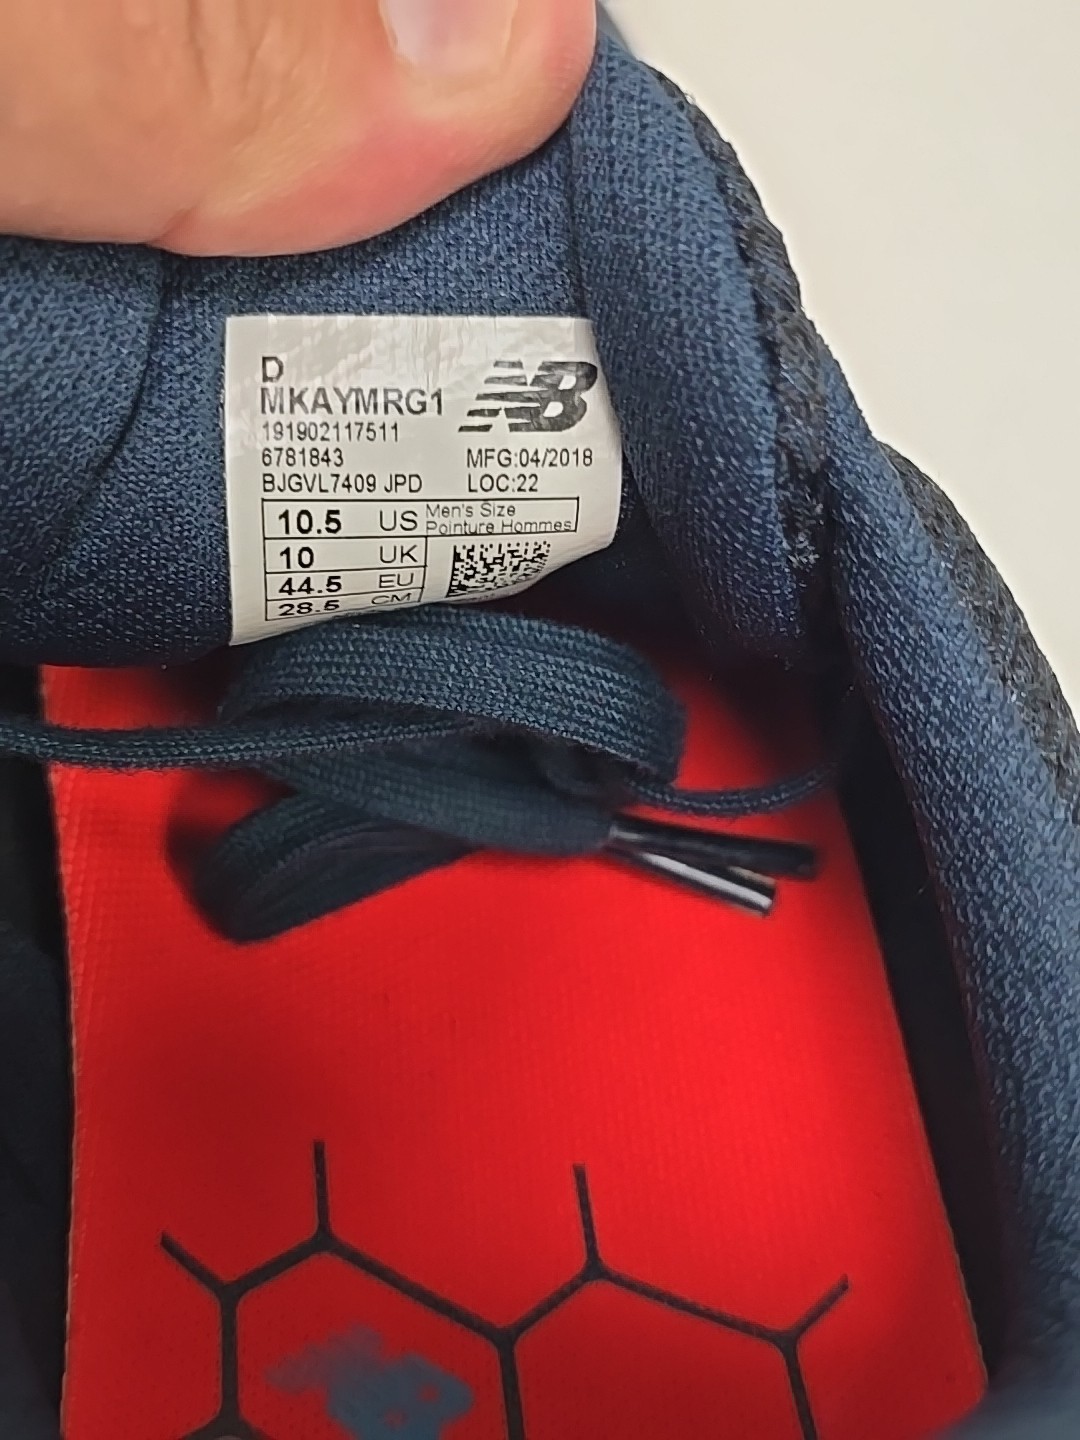 D
MKAYMRG1
NB
191902117511
6781843 MFG:04/2018
BJGVL7409 JPD LOC:22
10.5 US Men's Size
Pointure Hommes
10 UK
44.5 EU
28.5 CM